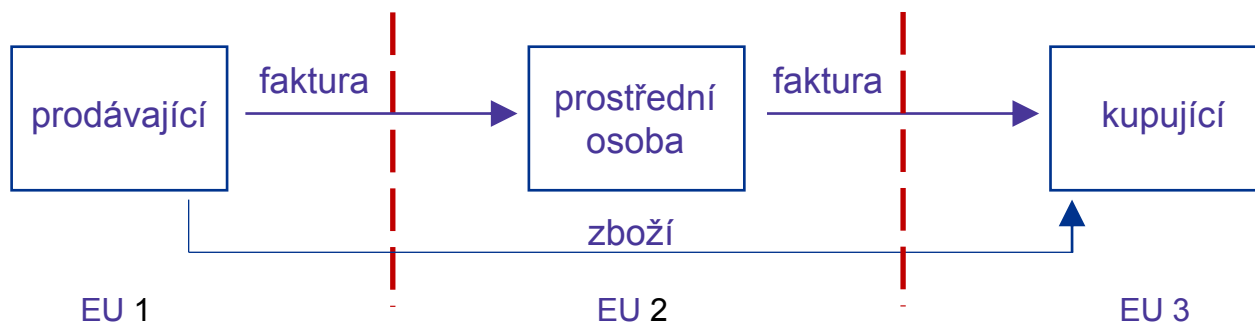 faktura
faktura
prodávající
prostřední
osoba
kupující
zboží
EU 1
EU 2
EU 3